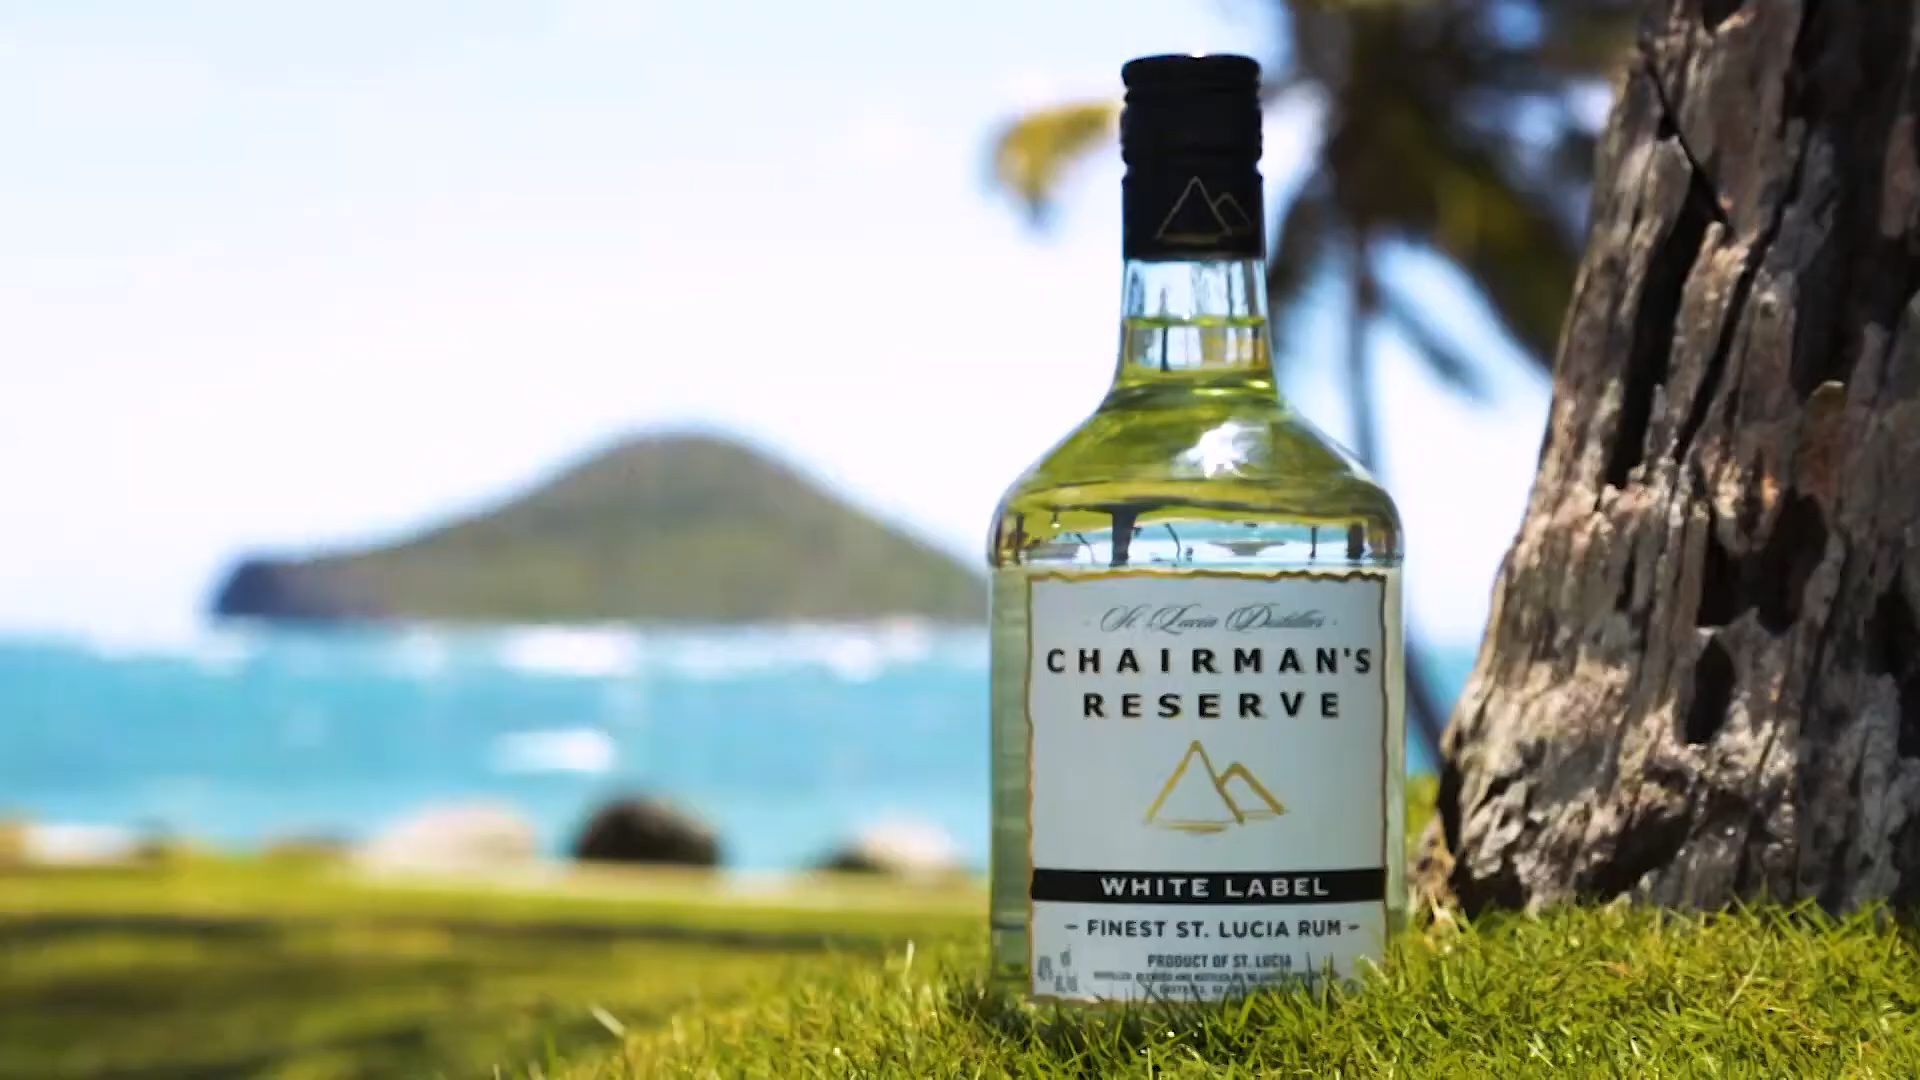 St. Lucia Distillers
CHAIRMAN'S
RESERVE
WHITE LABEL
- FINEST ST. LUCIA RUM -
PRODUCT OF ST. LUCIA